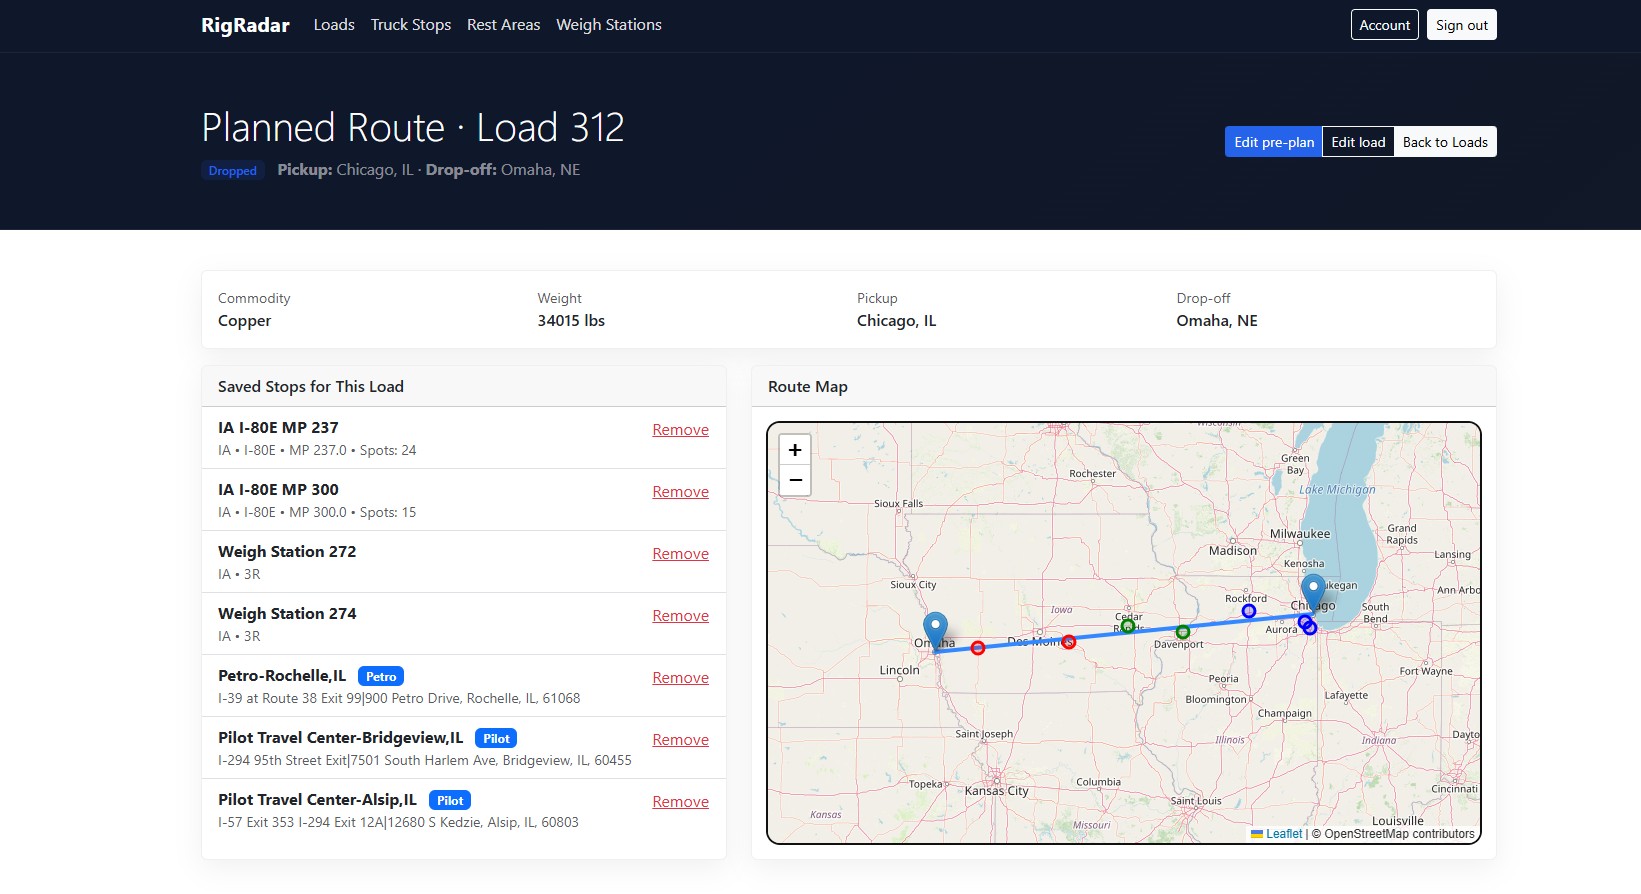 RigRadar Loads Truck Stops Rest Areas Weigh Stations Account Sign out
Planned Route · Load 312
Edit pre-plan Edit load Back to Loads
Dropped Pickup: Chicago, IL · Drop-off: Omaha, NE
Commodity Weight Pickup Drop-off
Copper 34015 lbs Chicago, IL Omaha, NE
Saved Stops for This Load
IA I-80E MP 237 Remove
IA • I-80E • MP 237.0 • Spots: 24
IA I-80E MP 300 Remove
IA • I-80E • MP 300.0 • Spots: 15
Weigh Station 272 Remove
IA • 3R
Weigh Station 274 Remove
IA • 3R
Petro-Rochelle,IL Petro Remove
I-39 at Route 38 Exit 99|900 Petro Drive, Rochelle, IL, 61068
Pilot Travel Center-Bridgeview,IL Pilot Remove
I-294 95th Street Exit|7501 South Harlem Ave, Bridgeview, IL, 60455
Pilot Travel Center-Alsip,IL Pilot Remove
I-57 Exit 353 I-294 Exit 12A|12680 S Kedzie, Alsip, IL, 60803
Route Map
+
−
Wisconsin
Green
Bay
Rochester
Lake Michigan
Sioux Falls
Grand
Rapids
Milwaukee
Madison
Lansing
Kenosha
Sioux City
ukegan
Ann Arbo
Rockford
Chicago
South
Bend
Iowa
Cedar
Rapids
Aurora
Omaha
Des Moines
Davenport
Lincoln
Fort Wayne
Peoria
Lafayette
Bloomington
Champaign
Saint Joseph
Illinois
Indiana
Dayto
Topeka
Columbia
Kansas City
Cincinnati
Saint Louis
Kansas
Missouri
Louisville
Leaflet | © OpenStreetMap contributors